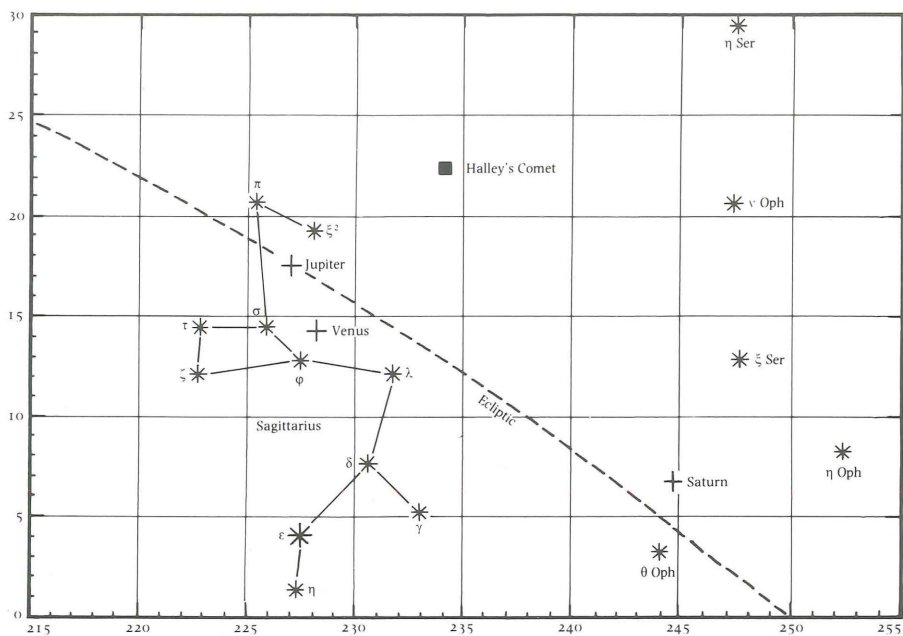 30
η Ser
25
π
Halley's Comet
20
ξ²
ν Oph
Jupiter
15
τ
σ
Venus
ζ
φ
λ
ξ Ser
10
Sagittarius
Ecliptic
δ
Saturn
η Oph
5
ε
γ
θ Oph
η
0
215 220 225 230 235 240 245 250 255